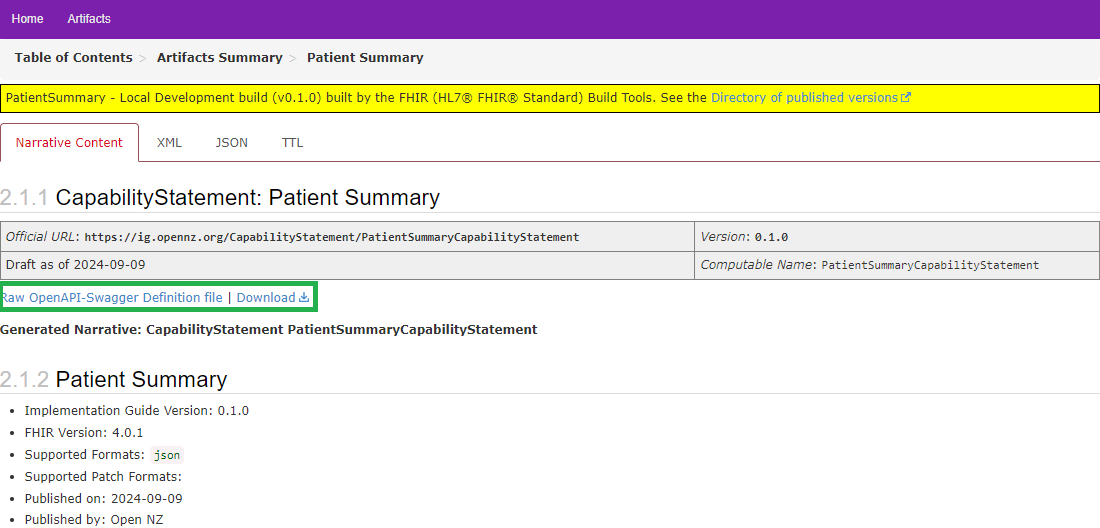 Home Artifacts
Table of Contents > Artifacts Summary > Patient Summary
PatientSummary - Local Development build (v0.1.0) built by the FHIR (HL7® FHIR® Standard) Build Tools. See the Directory of published versions
Narrative Content XML JSON TTL
2.1.1 CapabilityStatement: Patient Summary
Official URL: https://ig.opennz.org/CapabilityStatement/PatientSummaryCapabilityStatement Version: 0.1.0
Draft as of 2024-09-09 Computable Name: PatientSummaryCapabilityStatement
Raw OpenAPI-Swagger Definition file | Download
Generated Narrative: CapabilityStatement PatientSummaryCapabilityStatement
2.1.2 Patient Summary
• Implementation Guide Version: 0.1.0
• FHIR Version: 4.0.1
• Supported Formats: json
• Supported Patch Formats:
• Published on: 2024-09-09
• Published by: Open NZ